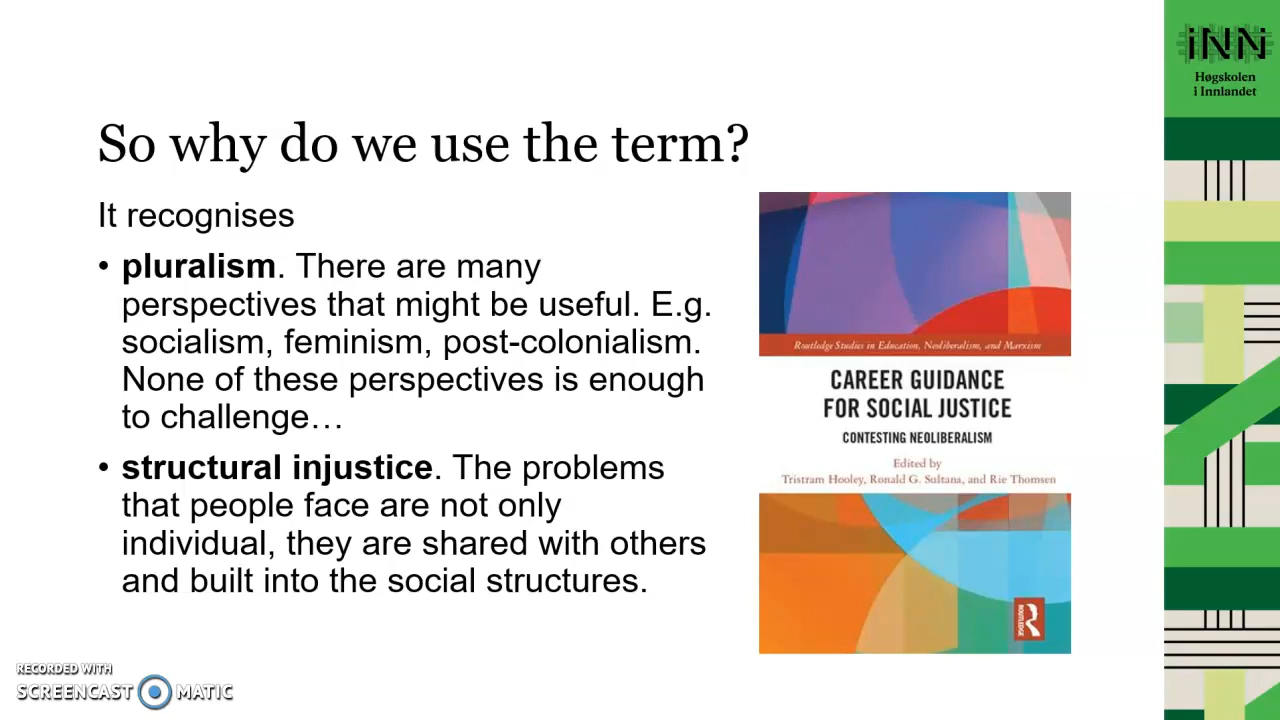 iNN
Høgskolen
i Innlandet
So why do we use the term?
It recognises
• pluralism. There are many
perspectives that might be useful. E.g.
socialism, feminism, post-colonialism.
None of these perspectives is enough
to challenge…
• structural injustice. The problems
that people face are not only
individual, they are shared with others
and built into the social structures.
Routledge Studies in Education, Neoliberalism, and Marxism
CAREER GUIDANCE
FOR SOCIAL JUSTICE
CONTESTING NEOLIBERALISM
Edited by
Tristram Hooley, Ronald G. Sultana, and Rie Thomsen
ROUTLEDGE
RECORDED WITH
SCREENCAST MATIC